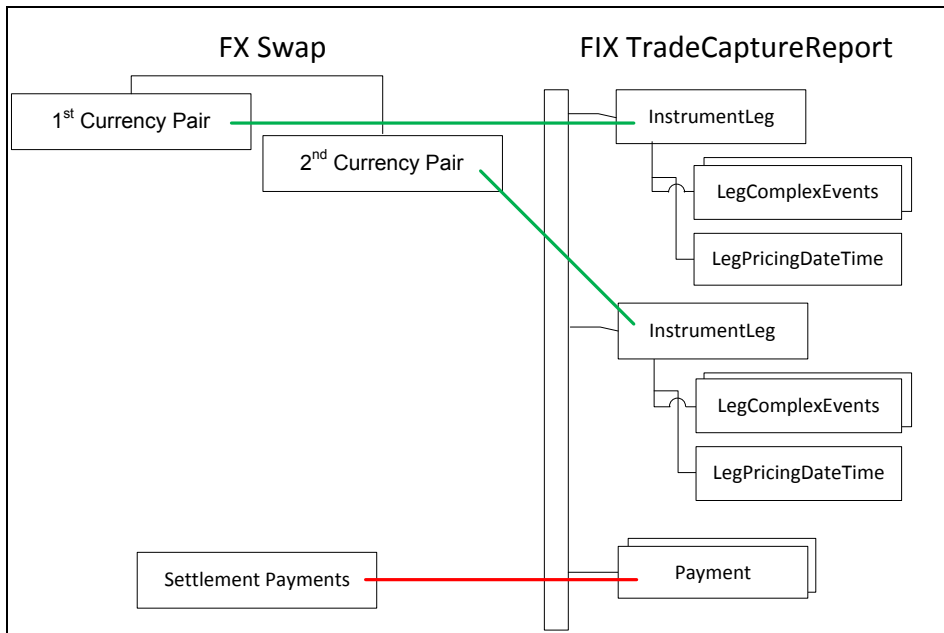 FX Swap
FIX TradeCaptureReport
1st Currency Pair
InstrumentLeg
2nd Currency Pair
LegComplexEvents
LegPricingDateTime
InstrumentLeg
LegComplexEvents
LegPricingDateTime
Settlement Payments
Payment